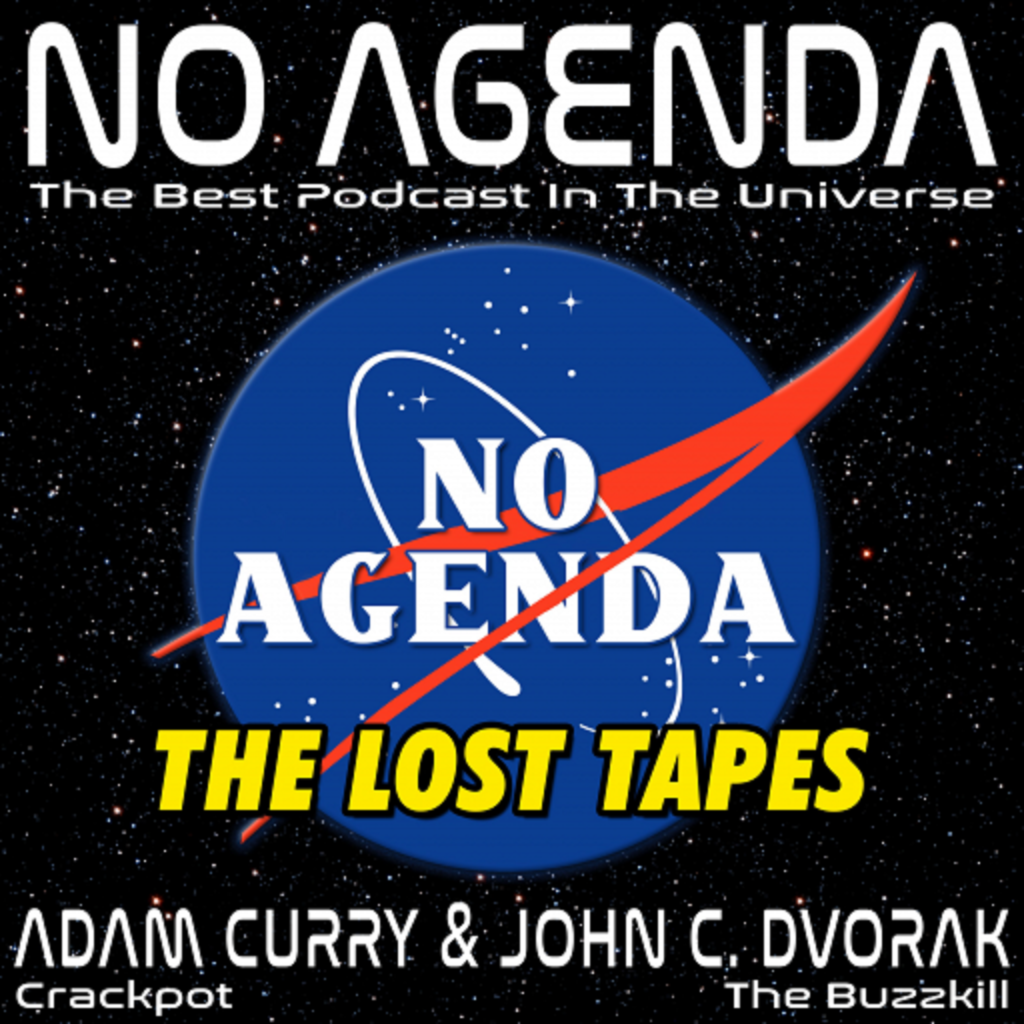 NO AGENDA
The Best Podcast In The Universe
NO
AGENDA
THE LOST TAPES
ADAM CURRY & JOHN C. DVORAK
Crackpot The Buzzkill